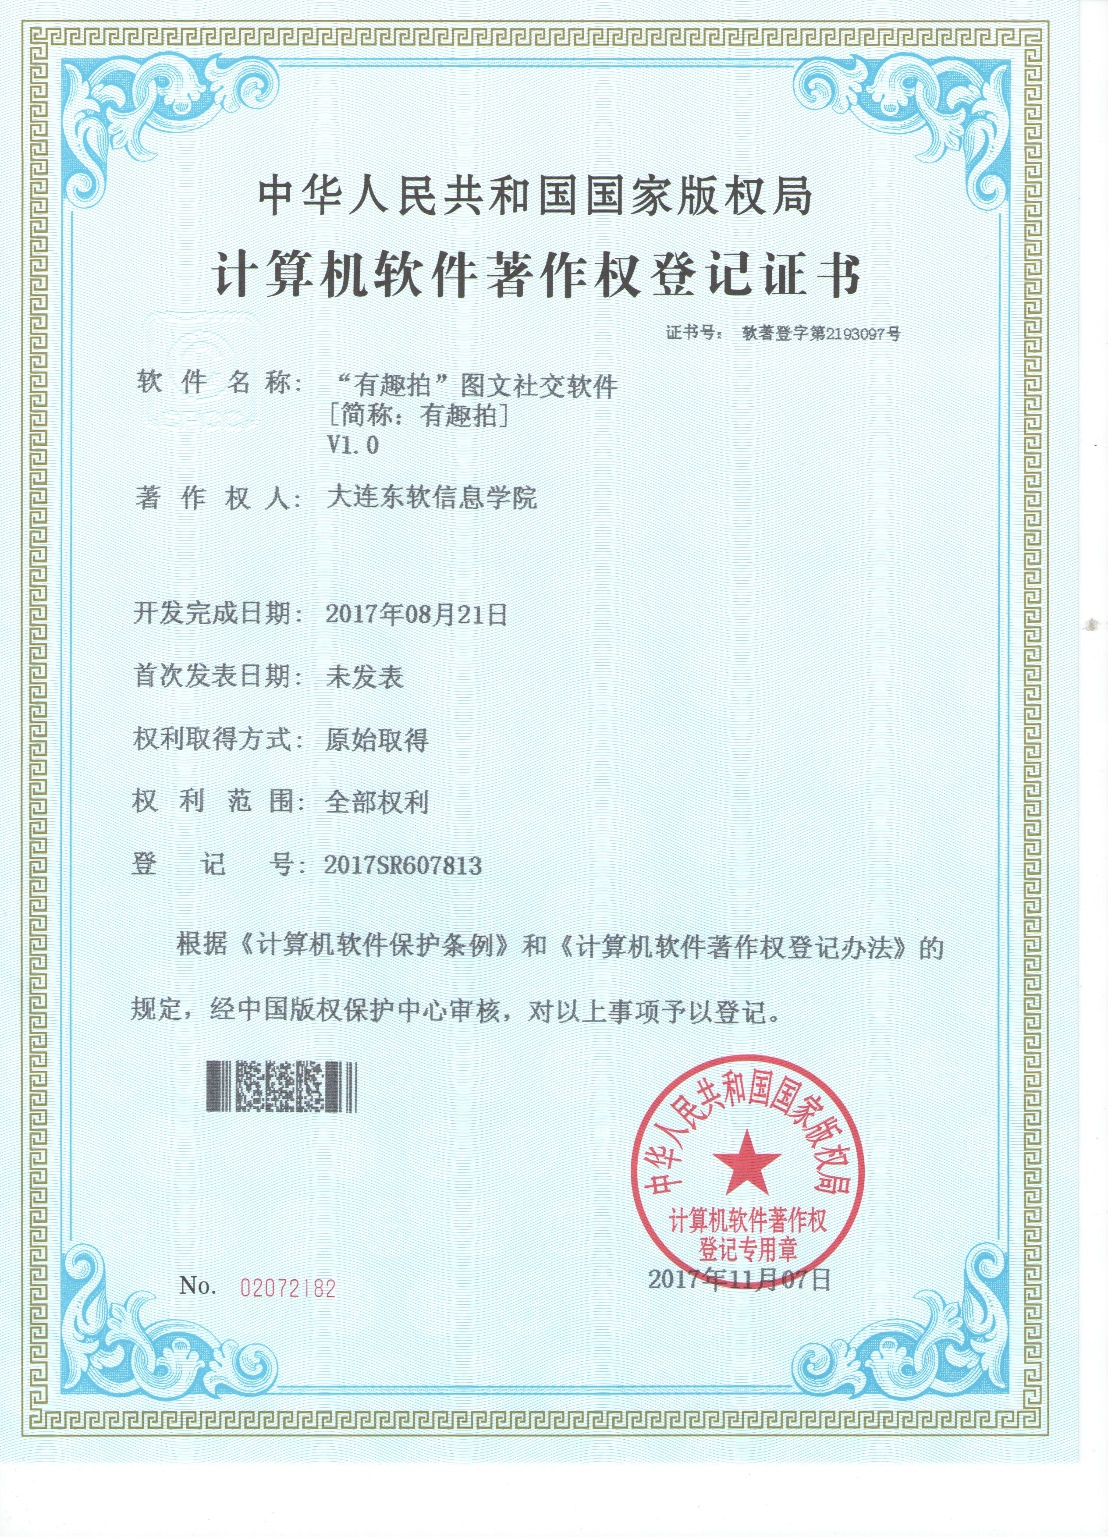 中华人民共和国国家版权局
计算机软件著作权登记证书
证书号： 软著登字第2193097号
软件名称： “有趣拍”图文社交软件
[简称：有趣拍]
V1.0
著作权人： 大连东软信息学院
开发完成日期： 2017年08月21日
首次发表日期： 未发表
权利取得方式： 原始取得
权利范围： 全部权利
登记号： 2017SR607813
根据《计算机软件保护条例》和《计算机软件著作权登记办法》的
规定，经中国版权保护中心审核，对以上事项予以登记。
中华人民共和国国家版权局
计算机软件著作权
登记专用章
2017年11月07日
No. 02072182